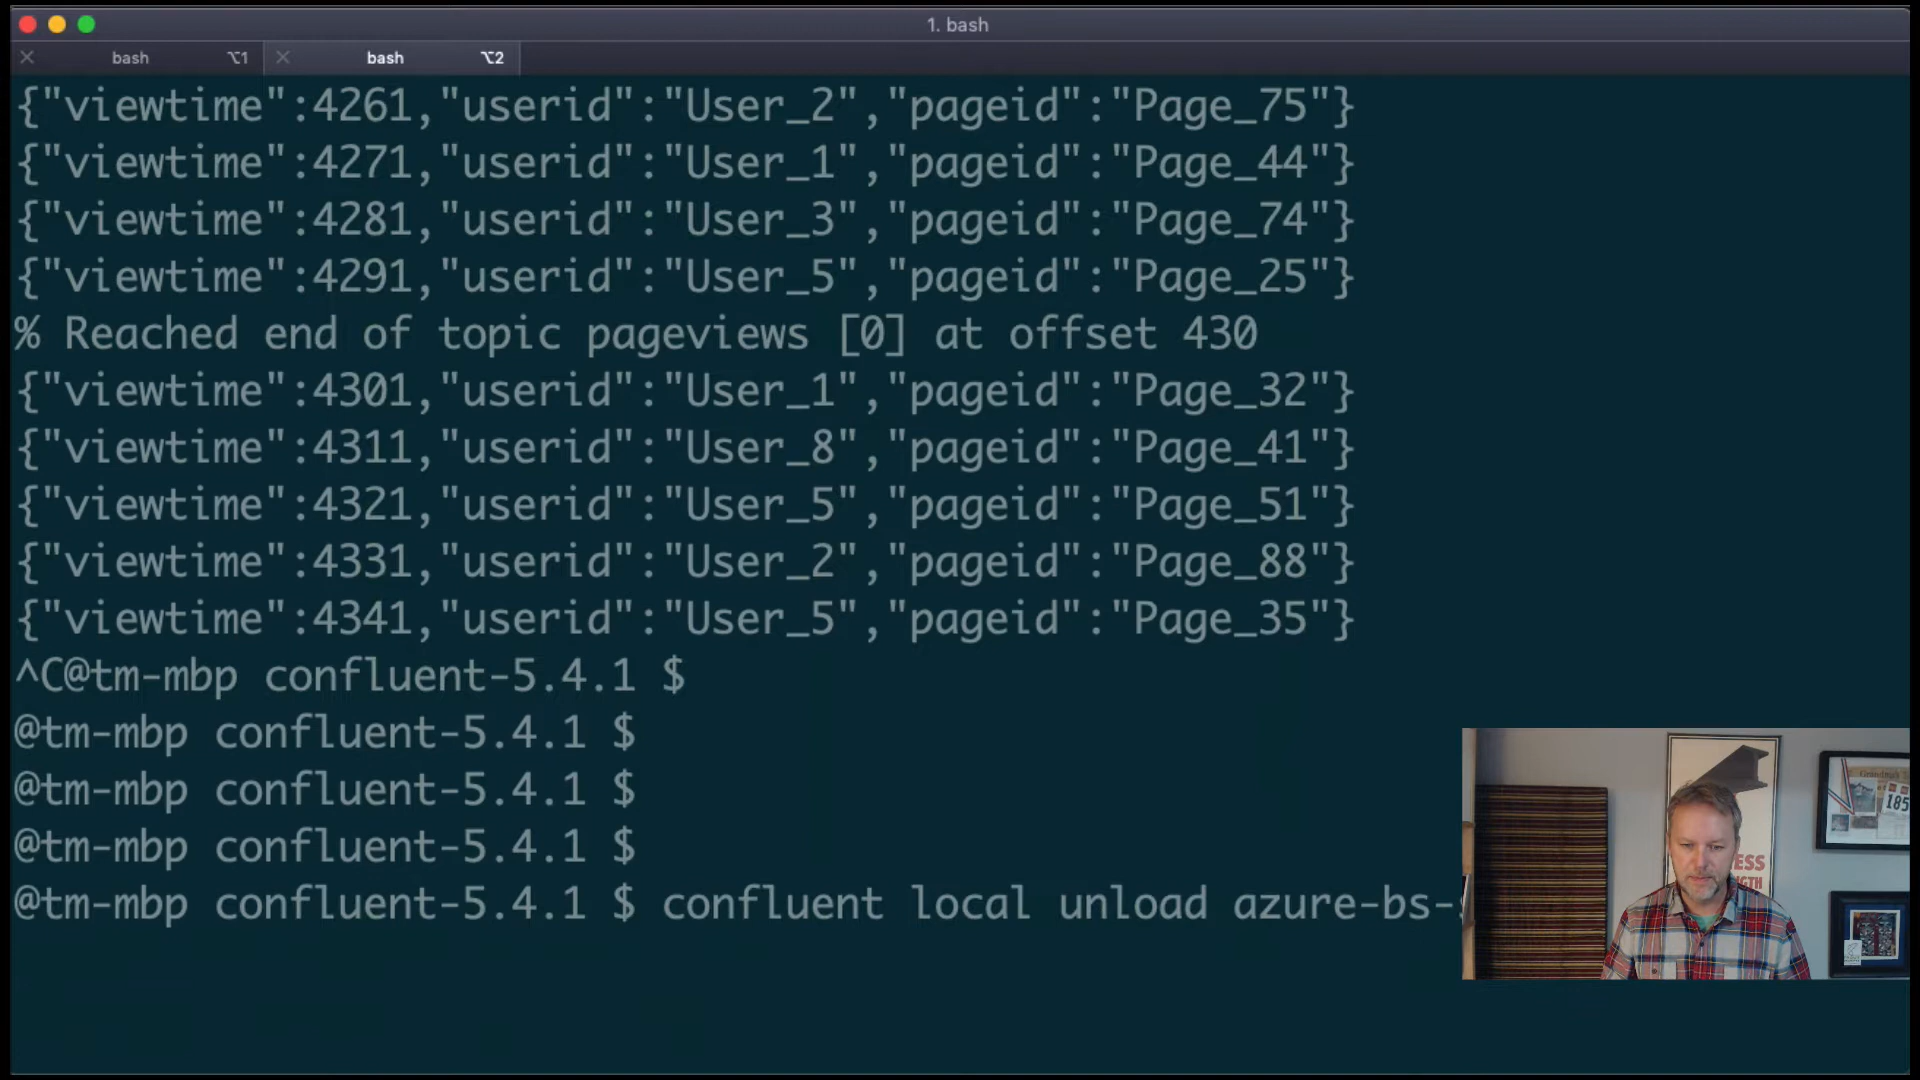 1. bash
bash ⌥1 bash ⌥2
{"viewtime":4261,"userid":"User_2","pageid":"Page_75"}
{"viewtime":4271,"userid":"User_1","pageid":"Page_44"}
{"viewtime":4281,"userid":"User_3","pageid":"Page_74"}
{"viewtime":4291,"userid":"User_5","pageid":"Page_25"}
% Reached end of topic pageviews [0] at offset 430
{"viewtime":4301,"userid":"User_1","pageid":"Page_32"}
{"viewtime":4311,"userid":"User_8","pageid":"Page_41"}
{"viewtime":4321,"userid":"User_5","pageid":"Page_51"}
{"viewtime":4331,"userid":"User_2","pageid":"Page_88"}
{"viewtime":4341,"userid":"User_5","pageid":"Page_35"}
^C@tm-mbp confluent-5.4.1 $
@tm-mbp confluent-5.4.1 $
@tm-mbp confluent-5.4.1 $
@tm-mbp confluent-5.4.1 $
@tm-mbp confluent-5.4.1 $ confluent local unload azure-bs-
185